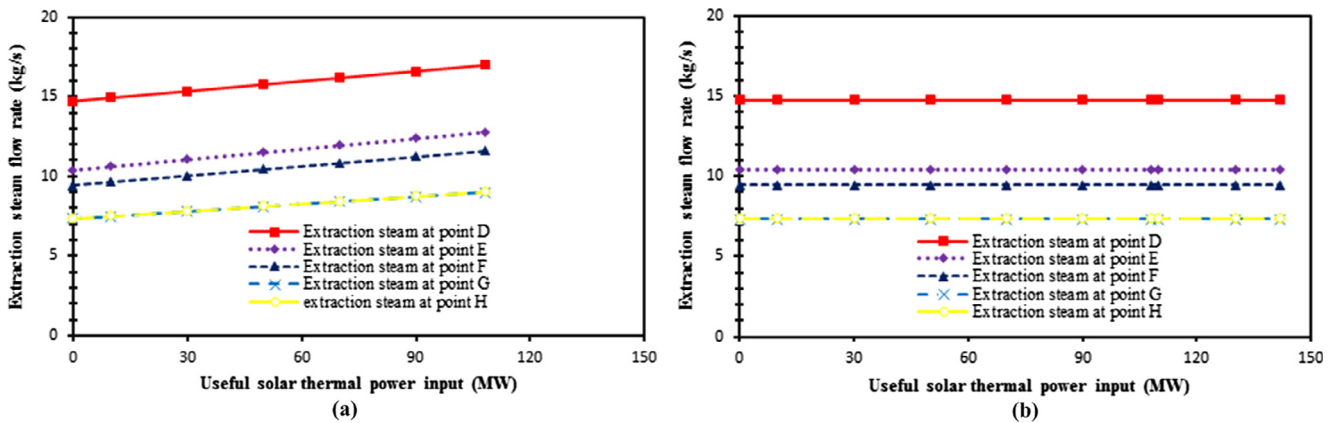 20
15
10
5
0
Extraction steam flow rate (kg/s)
Extraction steam at point D
Extraction steam at point E
Extraction steam at point F
Extraction steam at point G
extraction steam at point H
0 30 60 90 120 150
Useful solar thermal power input (MW)
(a)
20
15
10
5
0
Extraction steam flow rate (kg/s)
Extraction steam at point D
Extraction steam at point E
Extraction steam at point F
Extraction steam at point G
Extraction steam at point H
0 30 60 90 120 150
Useful solar thermal power input (MW)
(b)